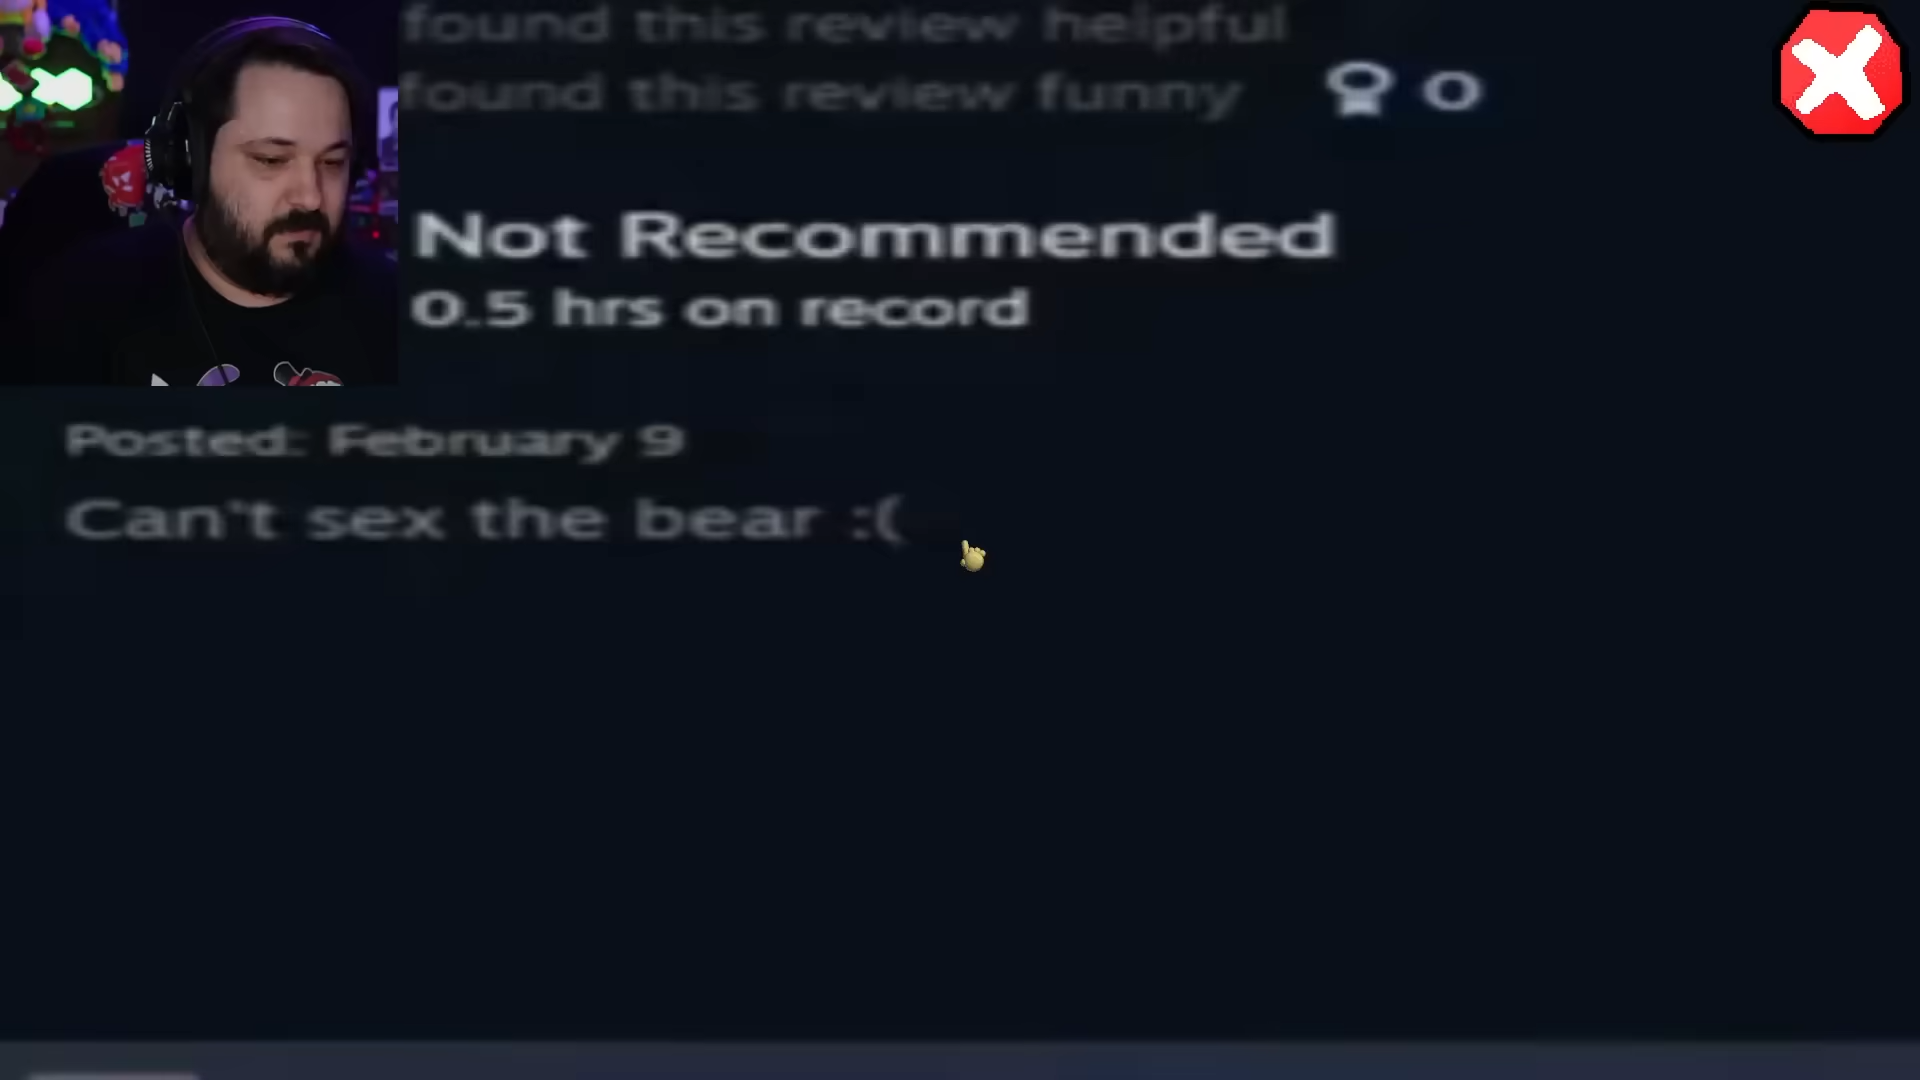 found this review helpful
found this review funny 0
Not Recommended
0.5 hrs on record
Posted: February 9
Can't sex the bear :(